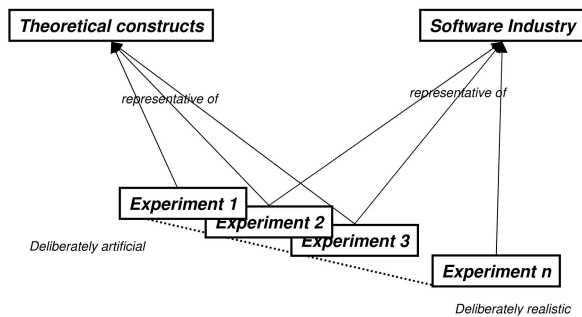 Theoretical constructs
Software Industry
representative of
representative of
Experiment 1
Experiment 2
Experiment 3
Deliberately artificial
Experiment n
Deliberately realistic